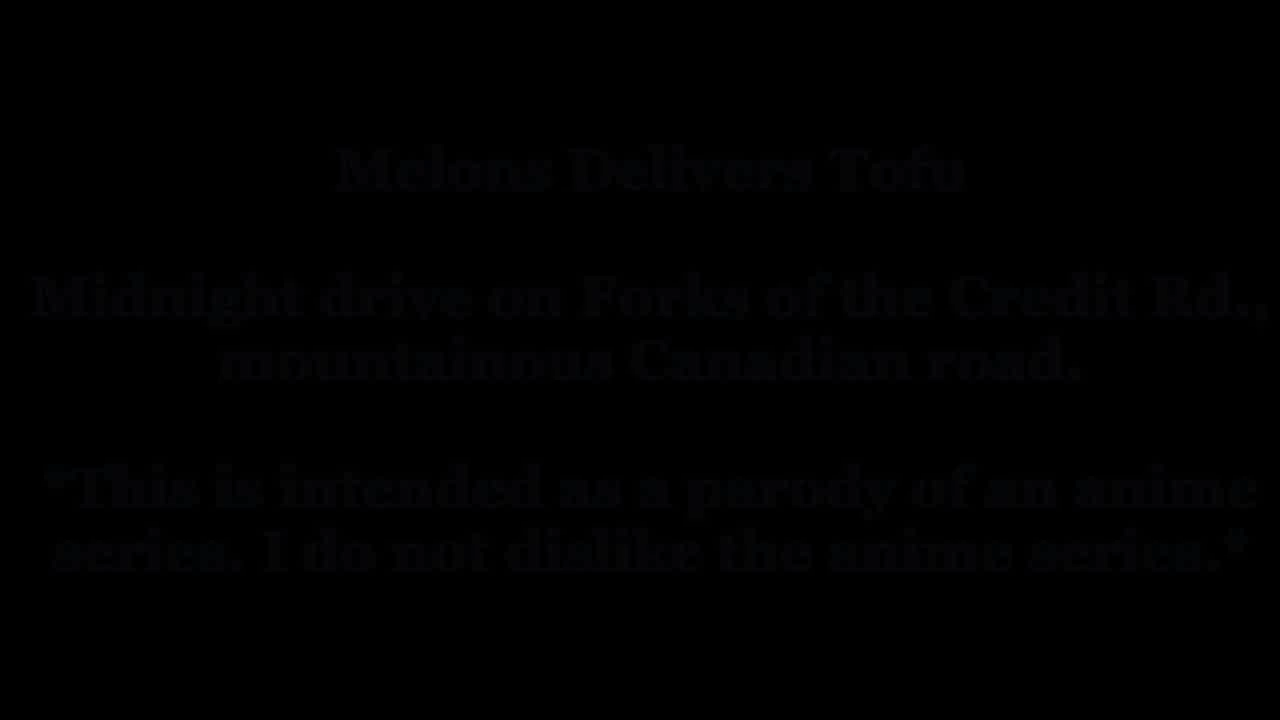 Melons Delivers Tofu
Midnight drive on Forks of the Credit Rd.,
mountainous Canadian road.
*This is intended as a parody of an anime
series. I do not dislike the anime series.*